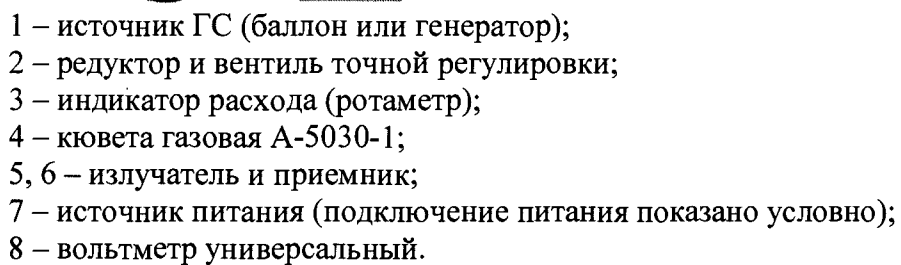 1 – источник ГС (баллон или генератор);
2 – редуктор и вентиль точной регулировки;
3 – индикатор расхода (ротаметр);
4 – кювета газовая А-5030-1;
5, 6 – излучатель и приемник;
7 – источник питания (подключение питания показано условно);
8 – вольтметр универсальный.